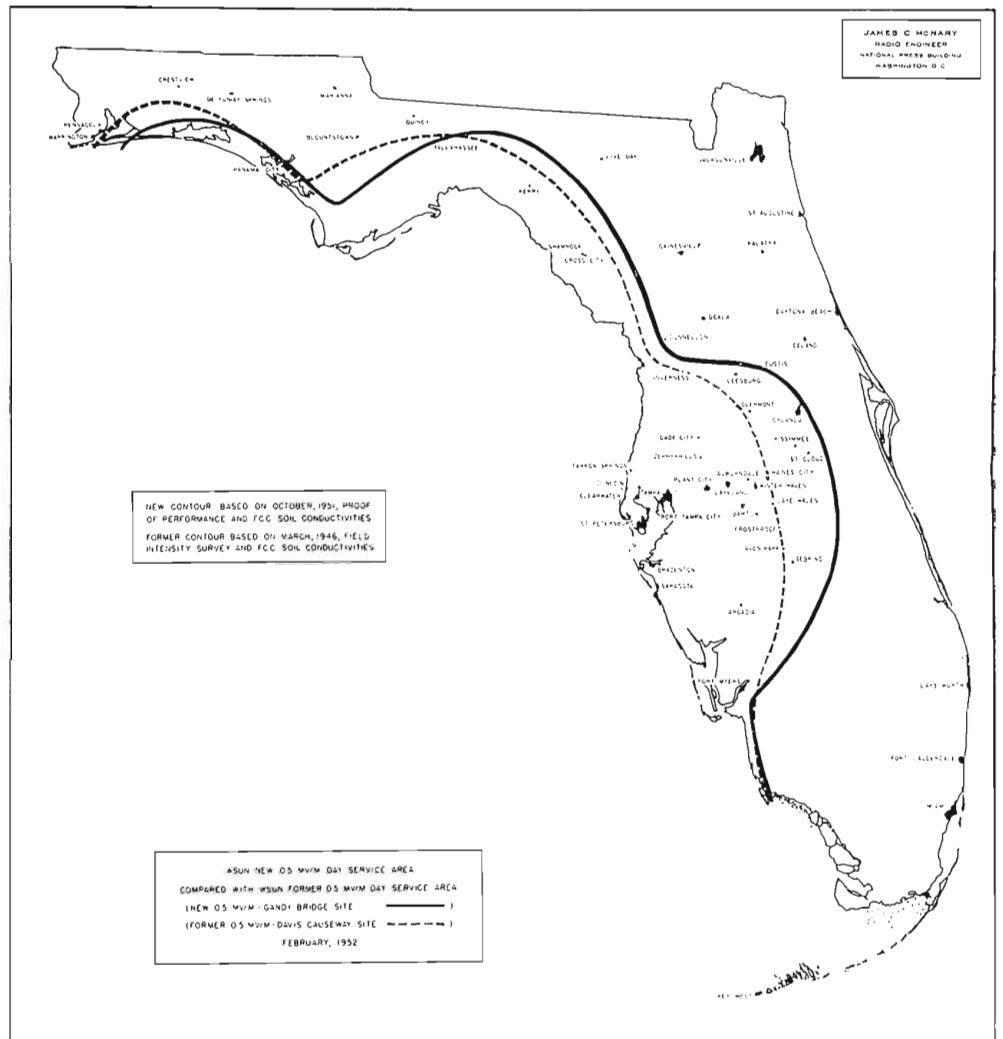 JAMES C MCNARY
RADIO ENGINEER
NATIONAL PRESS BUILDING
WASHINGTON D C
CRESTVIEW
DE FUNIAK SPRINGS
MARIANNA
PENSACOLA
WARRINGTON
QUINCY
BLOUNTSTOWN
TALLAHASSEE
PANAMA CITY
LIVE OAK
JACKSONVILLE
PERRY
ST AUGUSTINE
GAINESVILLE
PALATKA
CROSS CITY
OCALA
DAYTONA BEACH
DUNNELLON
DELAND
EUSTIS
INVERNESS
LEESBURG
CLERMONT
ORLANDO
DADE CITY
KISSIMMEE
ZEPHYRHILLS
ST CLOUD
TARPON SPRINGS
AUBURNDALE
HAINES CITY
DUNEDIN
PLANT CITY
WINTER HAVEN
CLEARWATER
TAMPA
LAKELAND
LAKE WALES
ST PETERSBURG
PORT TAMPA CITY
BARTOW
FROSTPROOF
AVON PARK
SEBRING
BRADENTON
SARASOTA
ARCADIA
FORT MYERS
LAKE WORTH
FORT LAUDERDALE
MIAMI
KEY WEST
NEW CONTOUR BASED ON OCTOBER, 1951, PROOF
OF PERFORMANCE AND FCC SOIL CONDUCTIVITIES
FORMER CONTOUR BASED ON MARCH, 1946, FIELD
INTENSITY SURVEY AND FCC SOIL CONDUCTIVITIES
WSUN NEW 0.5 MV/M DAY SERVICE AREA
COMPARED WITH WSUN FORMER 0.5 MV/M DAY SERVICE AREA
(NEW 0.5 MV/M - GANDY BRIDGE SITE )
(FORMER 0.5 MV/M - DAVIS CAUSEWAY SITE )
FEBRUARY, 1952